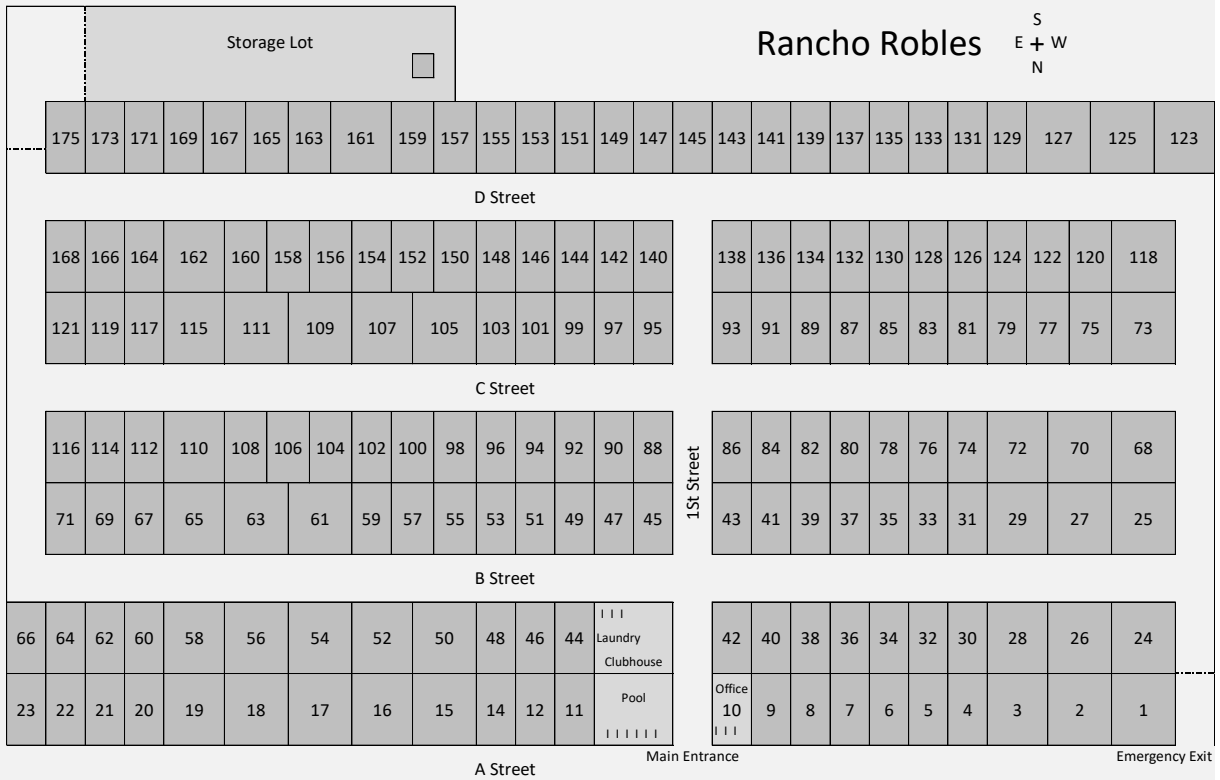 Storage Lot
Rancho Robles
S
E + W
N
175 173 171 169 167 165 163 161 159 157 155 153 151 149 147 145 143 141 139 137 135 133 131 129 127 125 123
D Street
168 166 164 162 160 158 156 154 152 150 148 146 144 142 140 138 136 134 132 130 128 126 124 122 120 118
121 119 117 115 111 109 107 105 103 101 99 97 95 93 91 89 87 85 83 81 79 77 75 73
C Street
116 114 112 110 108 106 104 102 100 98 96 94 92 90 88 86 84 82 80 78 76 74 72 70 68
1St Street
71 69 67 65 63 61 59 57 55 53 51 49 47 45 43 41 39 37 35 33 31 29 27 25
B Street
66 64 62 60 58 56 54 52 50 48 46 44 Laundry 42 40 38 36 34 32 30 28 26 24
Clubhouse
Office
23 22 21 20 19 18 17 16 15 14 12 11 Pool 10 9 8 7 6 5 4 3 2 1
Main Entrance
Emergency Exit
A Street